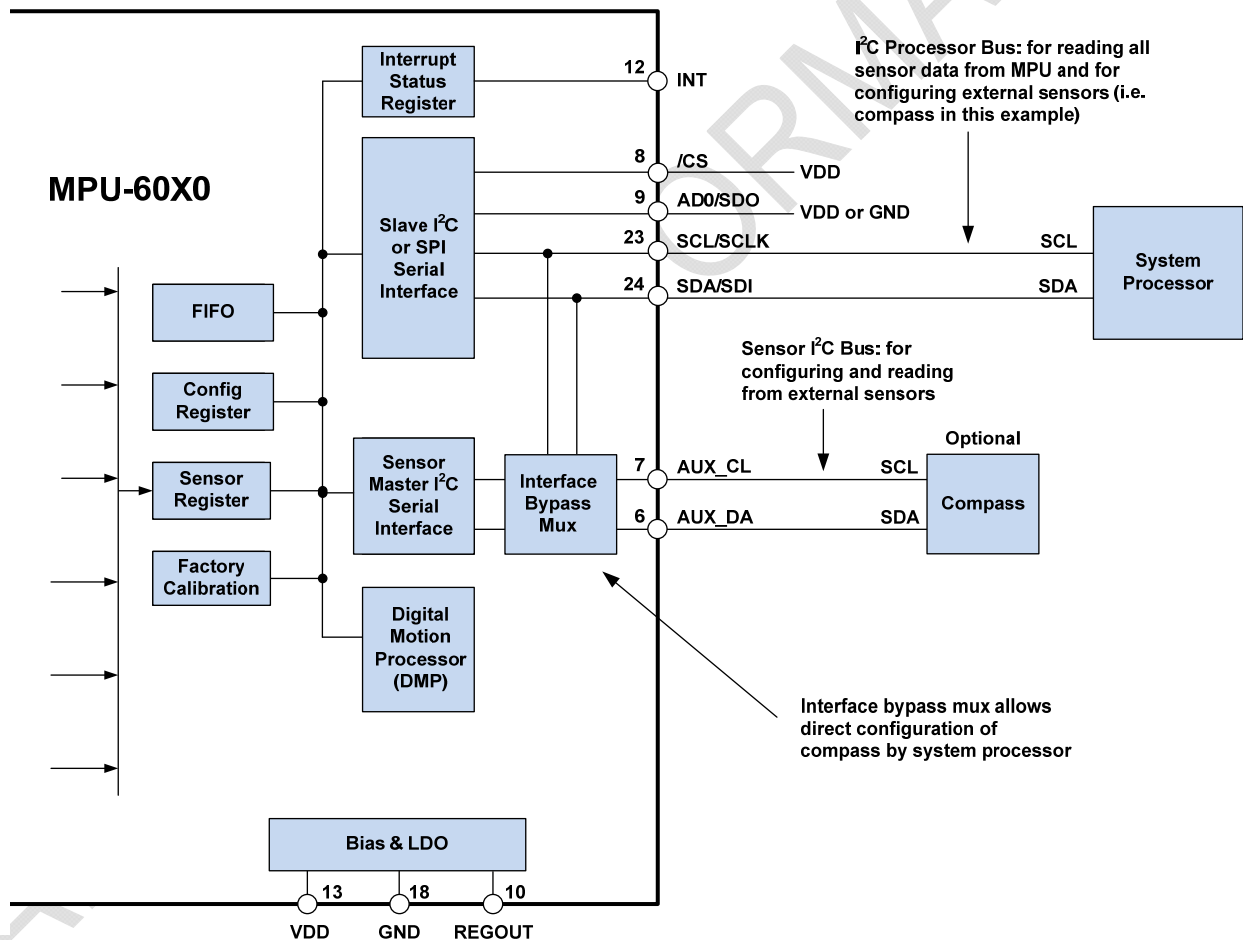 MPU-60X0
Interrupt
Status
Register
12
INT
I²C Processor Bus: for reading all
sensor data from MPU and for
configuring external sensors (i.e.
compass in this example)
Slave I²C
or SPI
Serial
Interface
8
/CS
VDD
9
AD0/SDO
VDD or GND
23
SCL/SCLK
SCL
24
SDA/SDI
SDA
System
Processor
FIFO
Config
Register
Sensor
Register
Factory
Calibration
Sensor
Master I²C
Serial
Interface
Interface
Bypass
Mux
Sensor I²C Bus: for
configuring and reading
from external sensors
7
AUX_CL
SCL
6
AUX_DA
SDA
Optional
Compass
Digital
Motion
Processor
(DMP)
Interface bypass mux allows
direct configuration of
compass by system processor
Bias & LDO
13
18
10
VDD
GND
REGOUT
ORMA